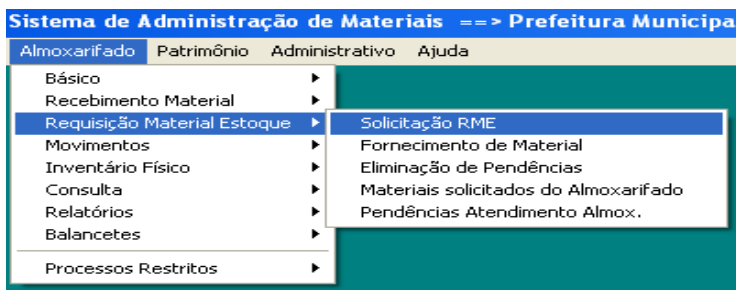 Sistema de Administração de Materiais ==> Prefeitura Municipa
Almoxarifado Patrimônio Administrativo Ajuda
Básico
Recebimento Material
Requisição Material Estoque
Movimentos
Inventário Físico
Consulta
Relatórios
Balancetes
Processos Restritos
Solicitação RME
Fornecimento de Material
Eliminação de Pendências
Materiais solicitados do Almoxarifado
Pendências Atendimento Almox.